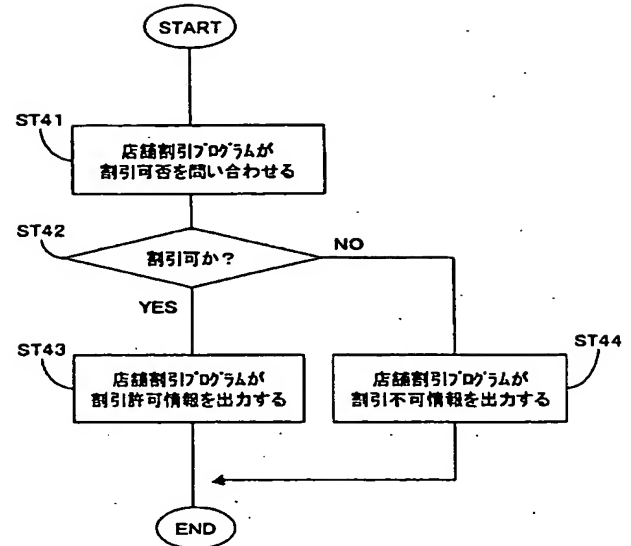 START
ST41
店舗割引ﾌﾟﾛｸﾞﾗﾑが
割引可否を問い合わせる
ST42
割引可か？
NO
YES
ST43
店舗割引ﾌﾟﾛｸﾞﾗﾑが
割引許可情報を出力する
店舗割引ﾌﾟﾛｸﾞﾗﾑが
割引不可情報を出力する
ST44
END